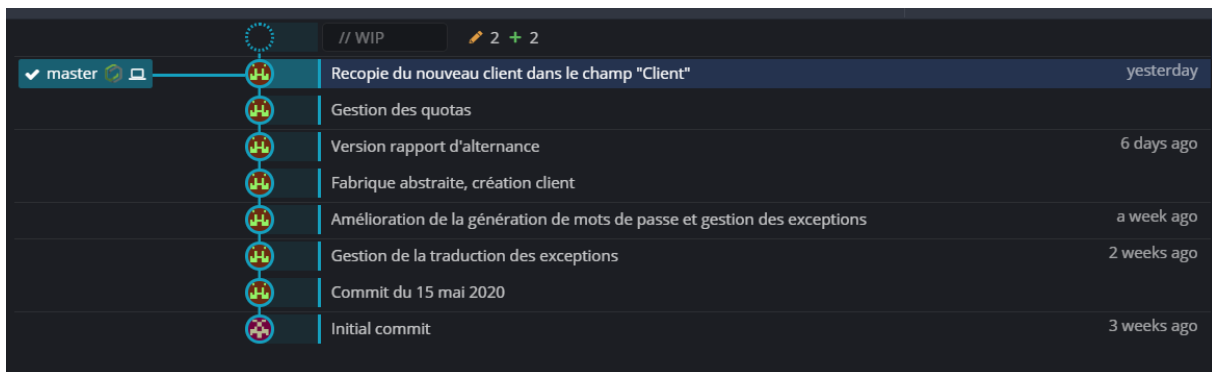 // WIP 2 + 2
master Recopie du nouveau client dans le champ "Client" yesterday
Gestion des quotas
Version rapport d'alternance 6 days ago
Fabrique abstraite, création client
Amélioration de la génération de mots de passe et gestion des exceptions a week ago
Gestion de la traduction des exceptions 2 weeks ago
Commit du 15 mai 2020
Initial commit 3 weeks ago